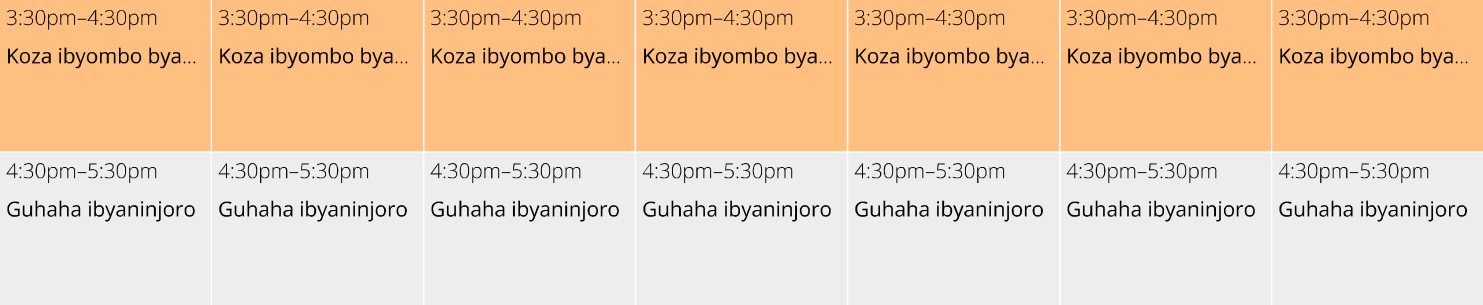 3:30pm–4:30pm 3:30pm–4:30pm 3:30pm–4:30pm 3:30pm–4:30pm 3:30pm–4:30pm 3:30pm–4:30pm 3:30pm–4:30pm
Koza ibyombo bya... Koza ibyombo bya... Koza ibyombo bya... Koza ibyombo bya... Koza ibyombo bya... Koza ibyombo bya... Koza ibyombo bya...
4:30pm–5:30pm 4:30pm–5:30pm 4:30pm–5:30pm 4:30pm–5:30pm 4:30pm–5:30pm 4:30pm–5:30pm 4:30pm–5:30pm
Guhaha ibyaninjoro Guhaha ibyaninjoro Guhaha ibyaninjoro Guhaha ibyaninjoro Guhaha ibyaninjoro Guhaha ibyaninjoro Guhaha ibyaninjoro